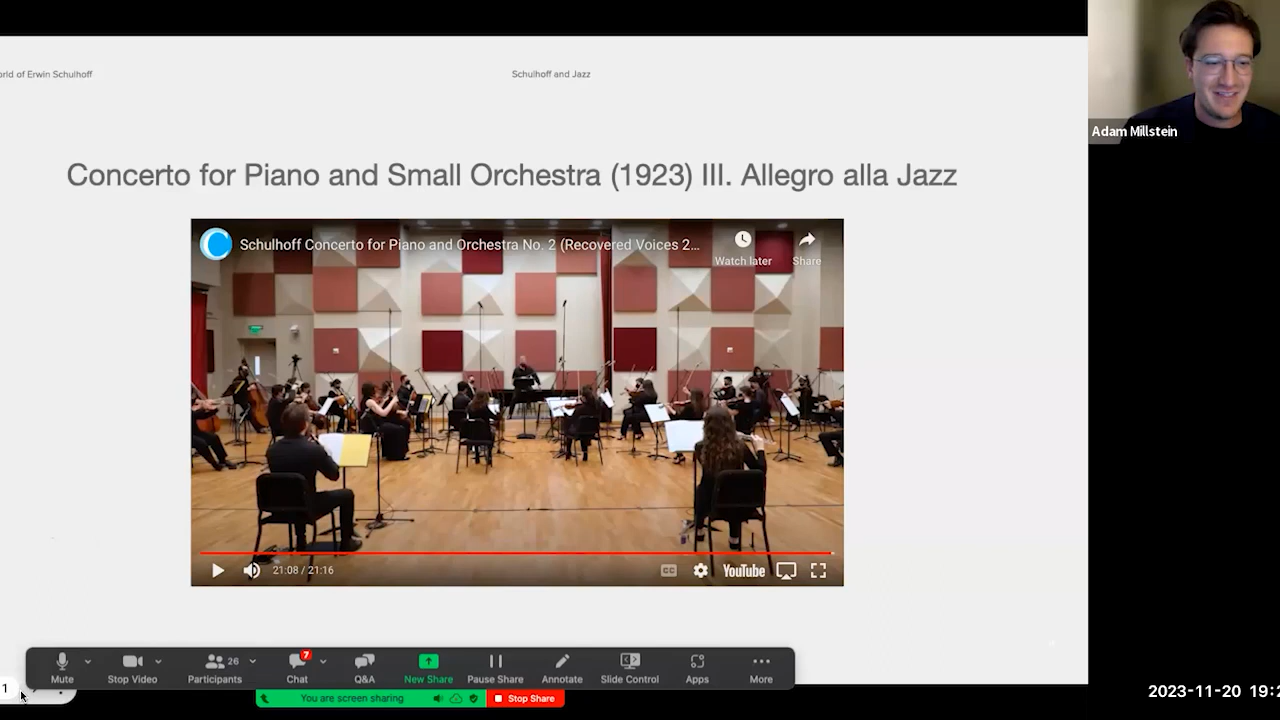 orld of Erwin Schulhoff
Schulhoff and Jazz
Adam Millstein
Concerto for Piano and Small Orchestra (1923) III. Allegro alla Jazz
Schulhoff Concerto for Piano and Orchestra No. 2 (Recovered Voices 2...
Watch later
Share
21:08 / 21:16
CC
YouTube
Mute
Stop Video
26
Participants
7
Chat
Q&A
New Share
Pause Share
Annotate
Slide Control
Apps
More
1
You are screen sharing
Stop Share
2023-11-20 19:2